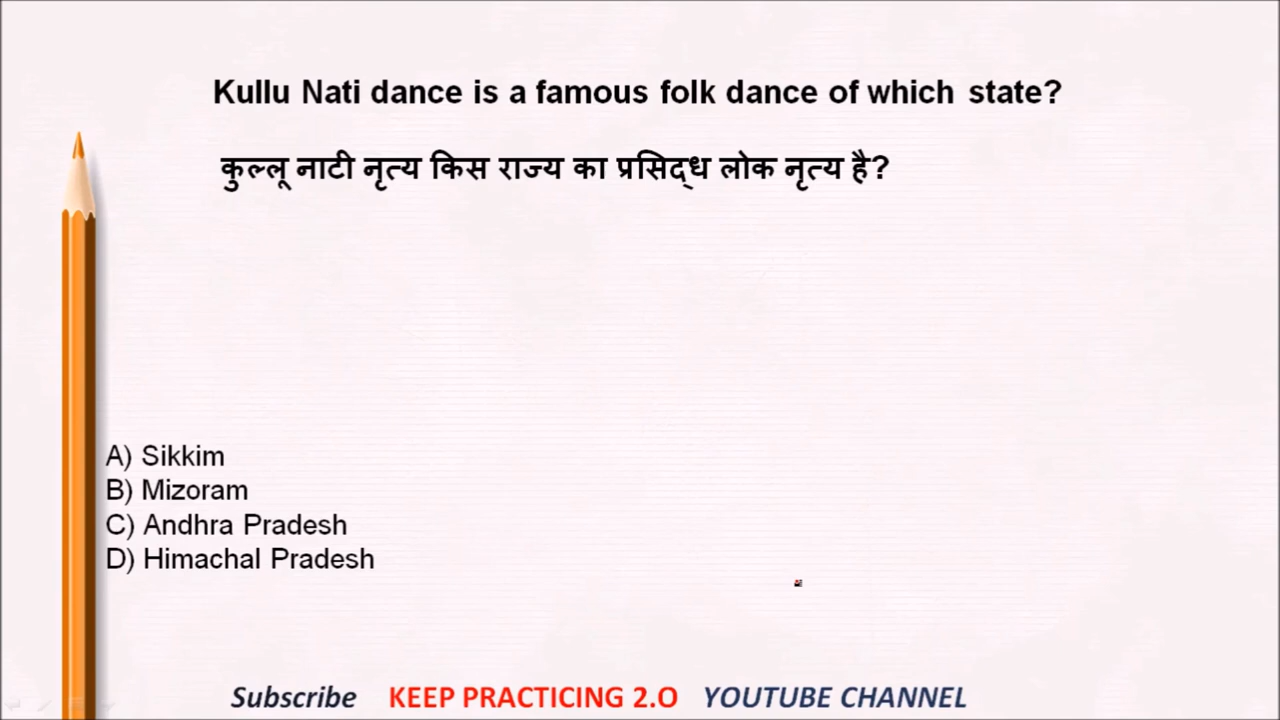 Kullu Nati dance is a famous folk dance of which state?
कुल्लू नाटी नृत्य किस राज्य का प्रसिद्ध लोक नृत्य है?
A) Sikkim
B) Mizoram
C) Andhra Pradesh
D) Himachal Pradesh
Subscribe KEEP PRACTICING 2.O YOUTUBE CHANNEL